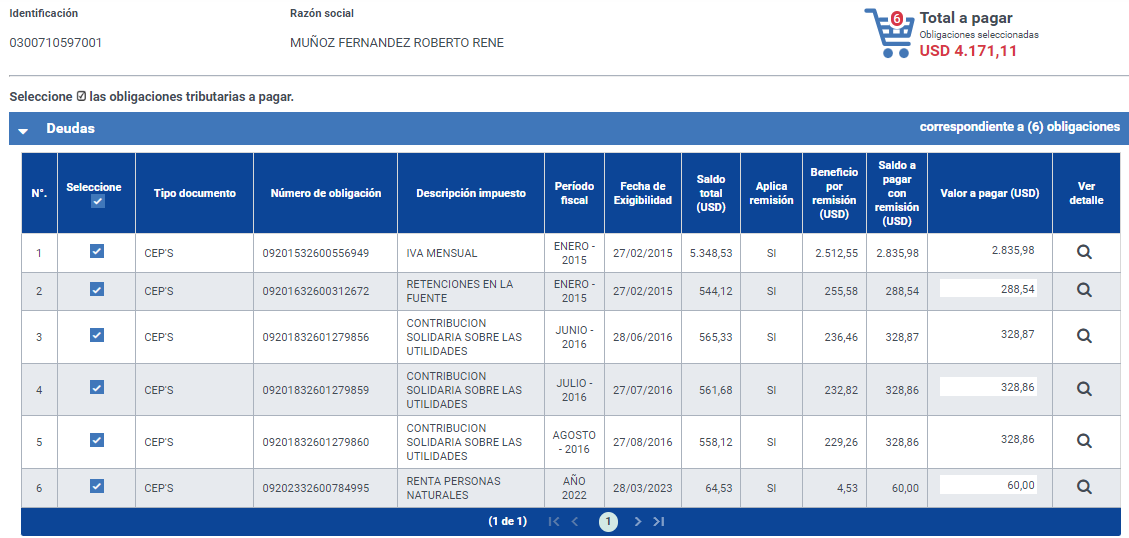 Identificación
Razón social
6
Total a pagar
0300710597001
MUÑOZ FERNANDEZ ROBERTO RENE
Obligaciones seleccionadas
USD 4.171,11
Seleccione ☑ las obligaciones tributarias a pagar.
Deudas
correspondiente a (6) obligaciones
N°.
Seleccione
Tipo documento
Número de obligación
Descripción impuesto
Período
fiscal
Fecha de
Exigibilidad
Saldo
total
(USD)
Aplica
remisión
Beneficio
por
remisión
(USD)
Saldo a
pagar
con
remisión
(USD)
Valor a pagar (USD)
Ver
detalle
1
CEP'S
09201532600556949
IVA MENSUAL
ENERO -
2015
27/02/2015
5.348,53
SI
2.512,55
2.835,98
2.835,98
2
CEP'S
09201632600312672
RETENCIONES EN LA
FUENTE
ENERO -
2015
27/02/2015
544,12
SI
255,58
288,54
288,54
3
CEP'S
09201832601279856
CONTRIBUCION
SOLIDARIA SOBRE LAS
UTILIDADES
JUNIO -
2016
28/06/2016
565,33
SI
236,46
328,87
328,87
4
CEP'S
09201832601279859
CONTRIBUCION
SOLIDARIA SOBRE LAS
UTILIDADES
JULIO -
2016
27/07/2016
561,68
SI
232,82
328,86
328,86
5
CEP'S
09201832601279860
CONTRIBUCION
SOLIDARIA SOBRE LAS
UTILIDADES
AGOSTO
- 2016
27/08/2016
558,12
SI
229,26
328,86
328,86
6
CEP'S
09202332600784995
RENTA PERSONAS
NATURALES
AÑO
2022
28/03/2023
64,53
SI
4,53
60,00
60,00
(1 de 1)
1